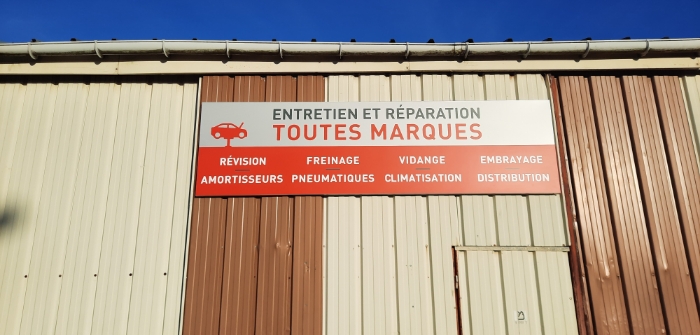 ENTRETIEN ET RÉPARATION
TOUTES MARQUES
RÉVISION FREINAGE VIDANGE EMBRAYAGE
AMORTISSEURS PNEUMATIQUES CLIMATISATION DISTRIBUTION